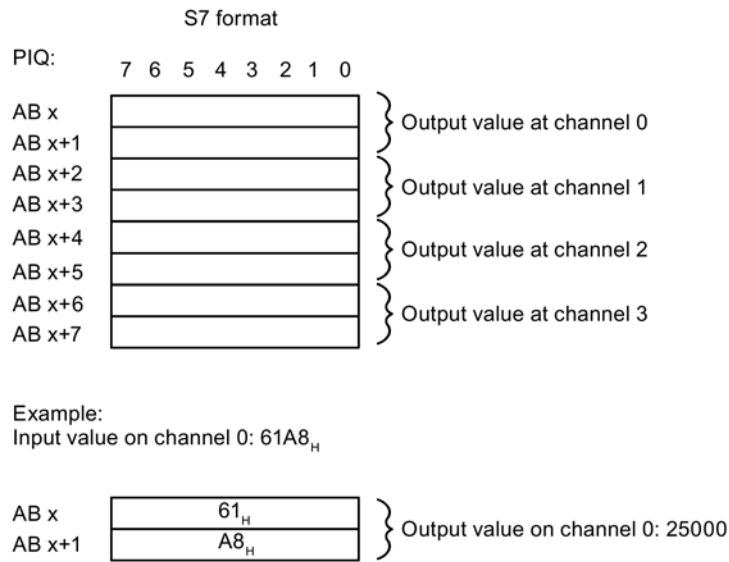 S7 format
PIQ:
7 6 5 4 3 2 1 0
AB x
AB x+1
Output value at channel 0
AB x+2
AB x+3
Output value at channel 1
AB x+4
AB x+5
Output value at channel 2
AB x+6
AB x+7
Output value at channel 3
Example:
Input value on channel 0: 61A8H
AB x 61H
AB x+1 A8H
Output value on channel 0: 25000